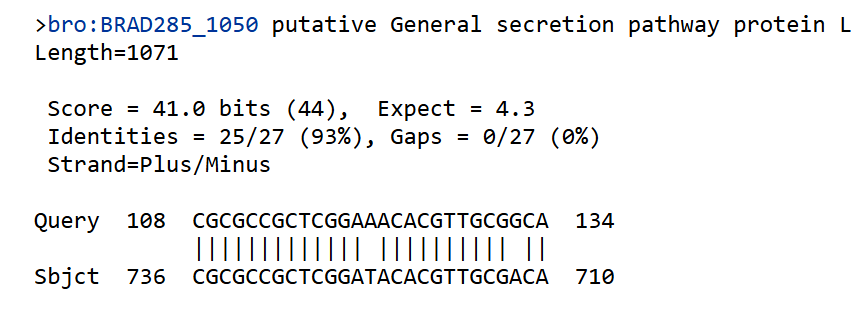 >bro:BRAD285_1050 putative General secretion pathway protein L
Length=1071
Score = 41.0 bits (44), Expect = 4.3
Identities = 25/27 (93%), Gaps = 0/27 (0%)
Strand=Plus/Minus
Query 108 CGCGCCGCTCGGAAACACGTTGCGGCA 134
||||||||||||| |||||||||| ||
Sbjct 736 CGCGCCGCTCGGATACACGTTGCGACA 710